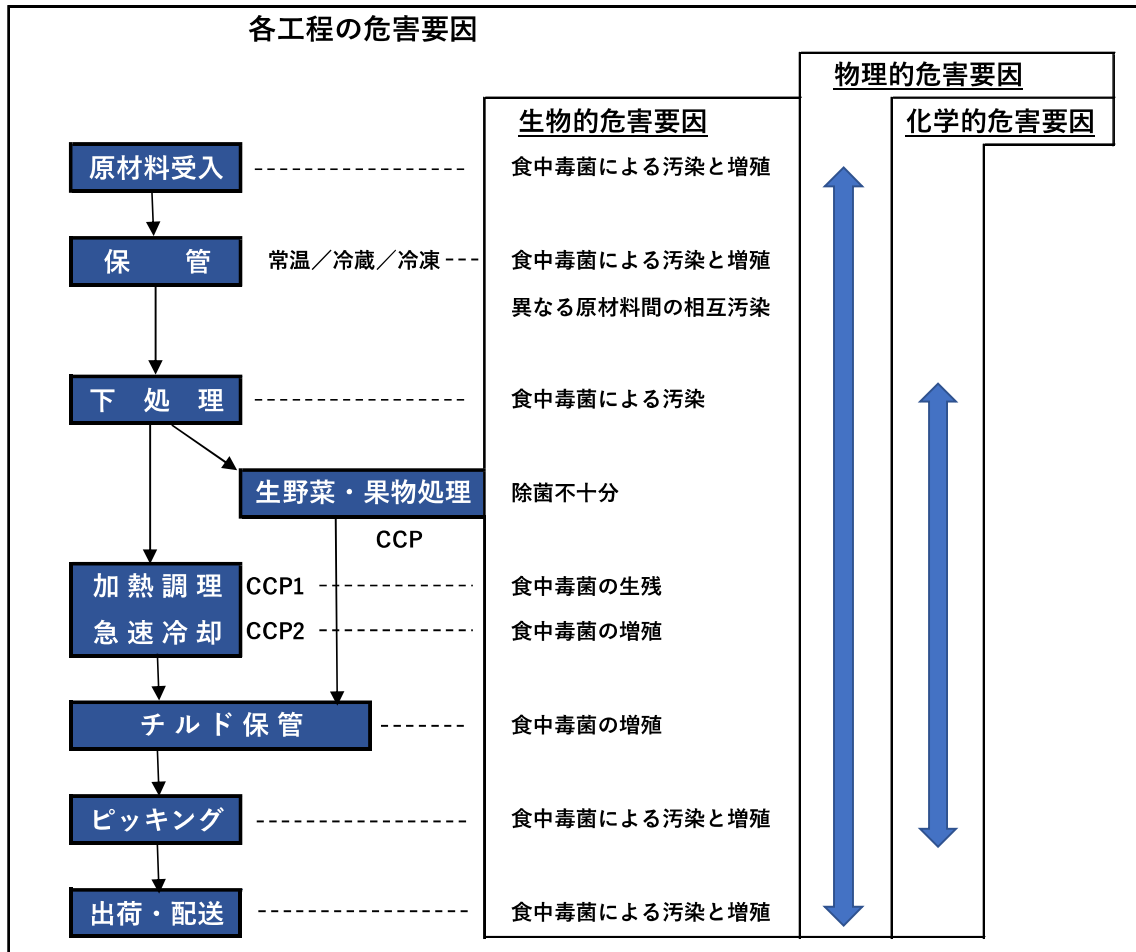 各工程の危害要因
物理的危害要因
生物的危害要因
化学的危害要因
原材料受入
食中毒菌による汚染と増殖
保　管
常温／冷蔵／冷凍
食中毒菌による汚染と増殖
異なる原材料間の相互汚染
下 処 理
食中毒菌による汚染
生野菜・果物処理
除菌不十分
CCP
加熱調理
CCP1
食中毒菌の生残
急速冷却
CCP2
食中毒菌の増殖
チルド保管
食中毒菌の増殖
ピッキング
食中毒菌による汚染と増殖
出荷・配送
食中毒菌による汚染と増殖